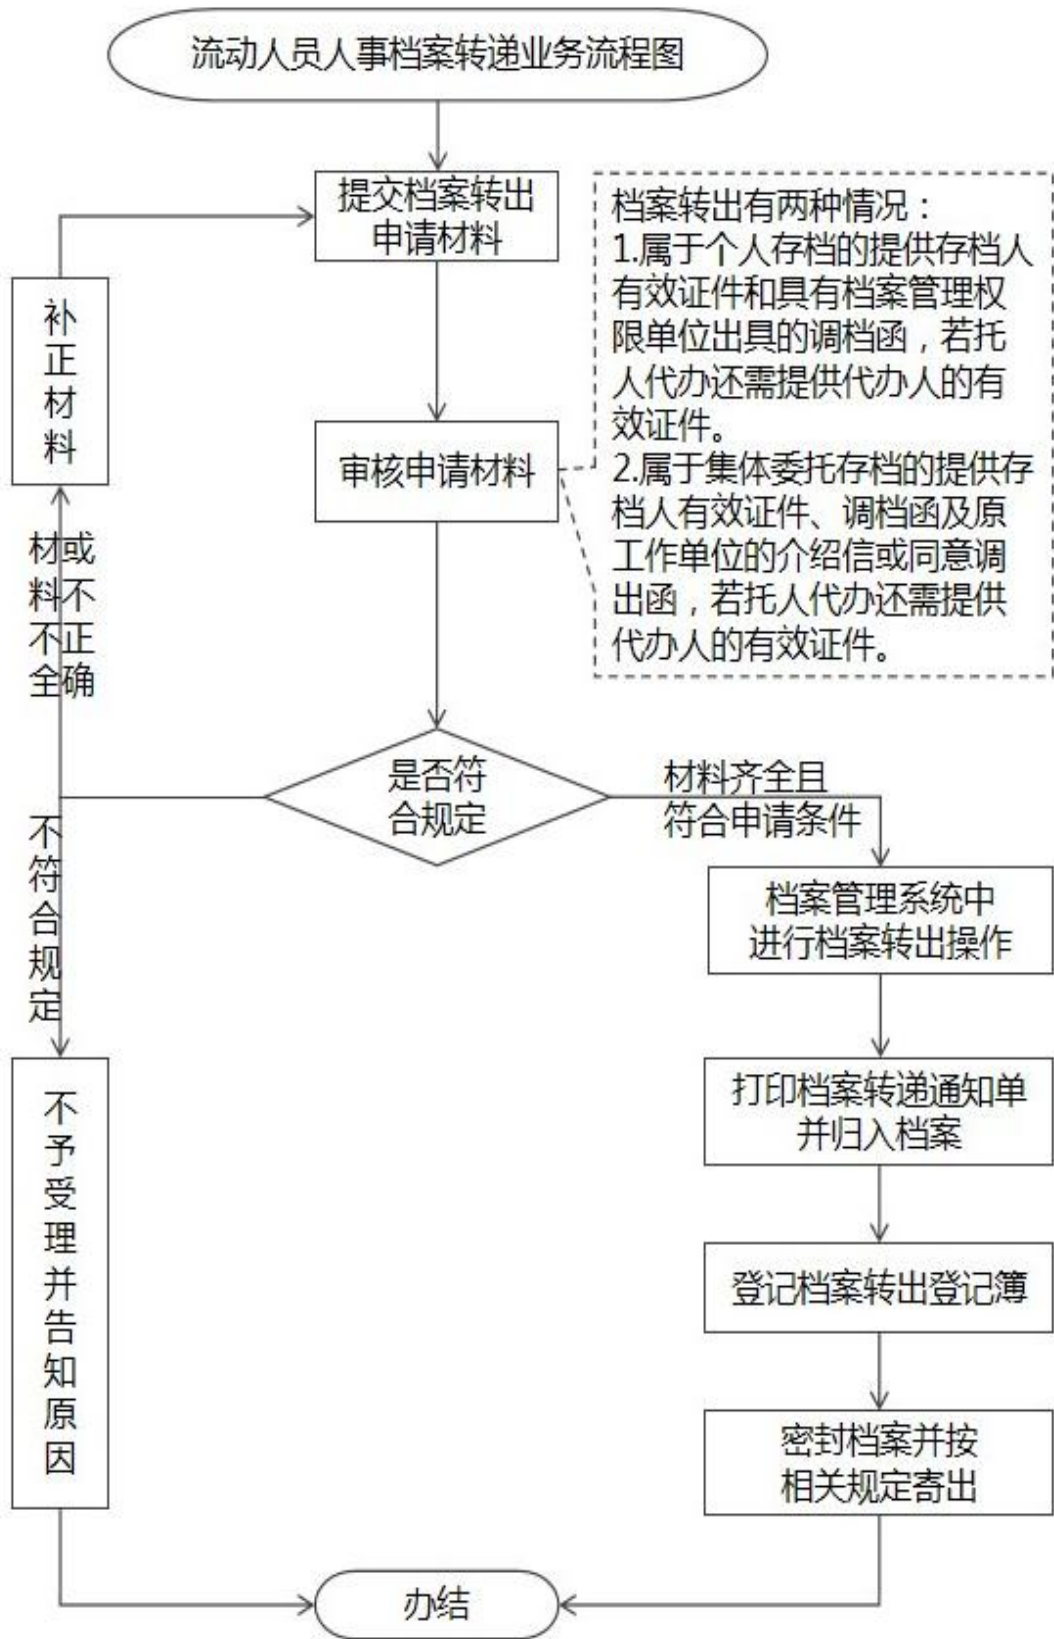 流动人员人事档案转递业务流程图
提交档案转出
申请材料
档案转出有两种情况：
1.属于个人存档的提供存档人
有效证件和具有档案管理权
限单位出具的调档函，若托
人代办还需提供代办人的有
效证件。
2.属于集体委托存档的提供存
档人有效证件、调档函及原
工作单位的介绍信或同意调
出函，若托人代办还需提供
代办人的有效证件。
补正材料
审核申请材料
材料不全
或不正确
是否符
合规定
材料齐全且
符合申请条件
不符合规定
档案管理系统中
进行档案转出操作
打印档案转递通知单
并归入档案
不予受理并告知原因
登记档案转出登记簿
密封档案并按
相关规定寄出
办结